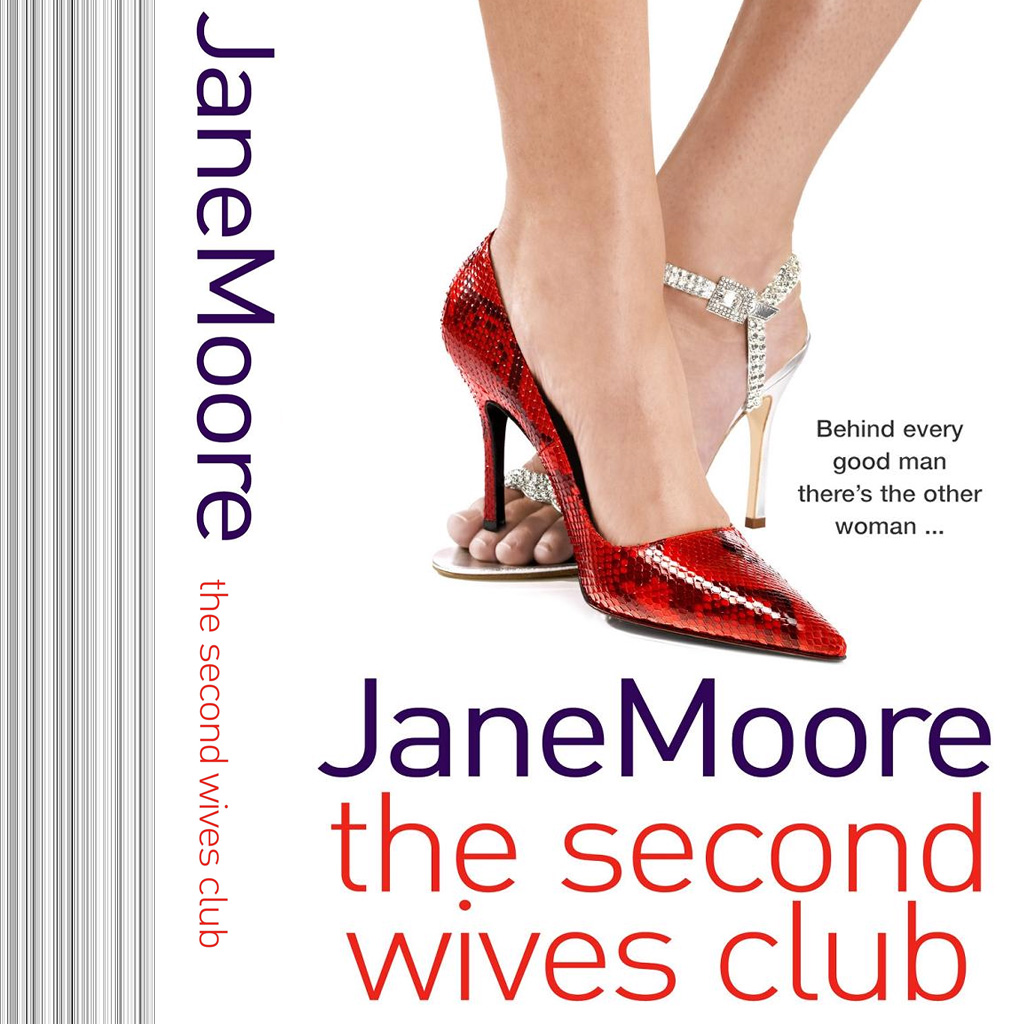 JaneMoore
the second wives club
Behind every
good man
there's the other
woman ...
JaneMoore
the second
wives club